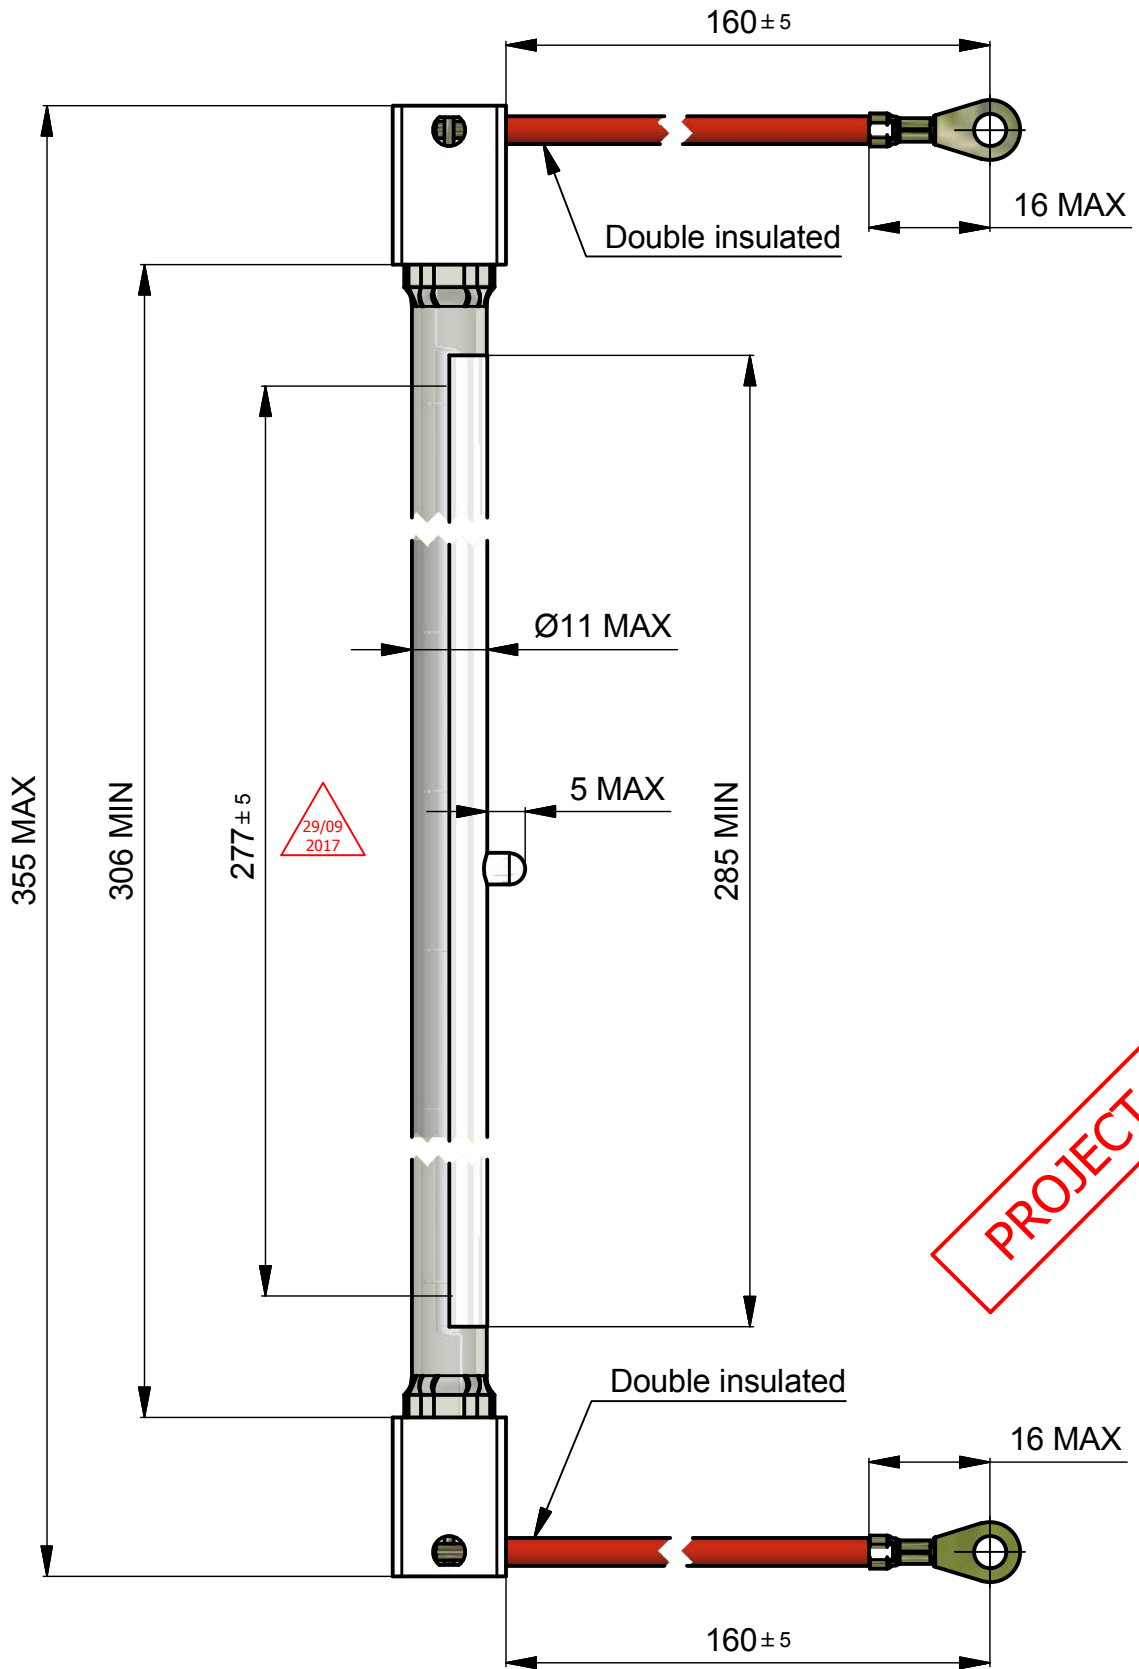 160 ± 5
16 MAX
Double insulated
Ø11 MAX
5 MAX
355 MAX
306 MIN
277 ± 5
29/09
2017
285 MIN
PROJECT
Double insulated
16 MAX
160 ± 5